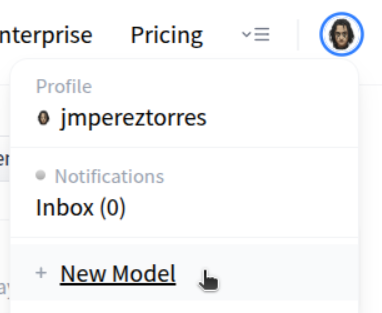 nterprise Pricing
Profile
jmpereztorres
Notifications
Inbox (0)
+ New Model